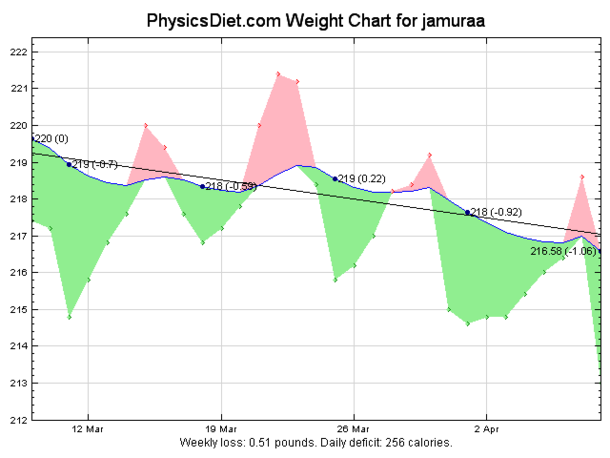 PhysicsDiet.com Weight Chart for jamuraa
222
221
220
220 (0)
219
219 (-0.7)
219 (0.22)
218
218 (-0.59)
218 (-0.92)
217
216.58 (-1.06)
216
215
214
213
212
12 Mar
19 Mar
26 Mar
2 Apr
Weekly loss: 0.51 pounds. Daily deficit: 256 calories.